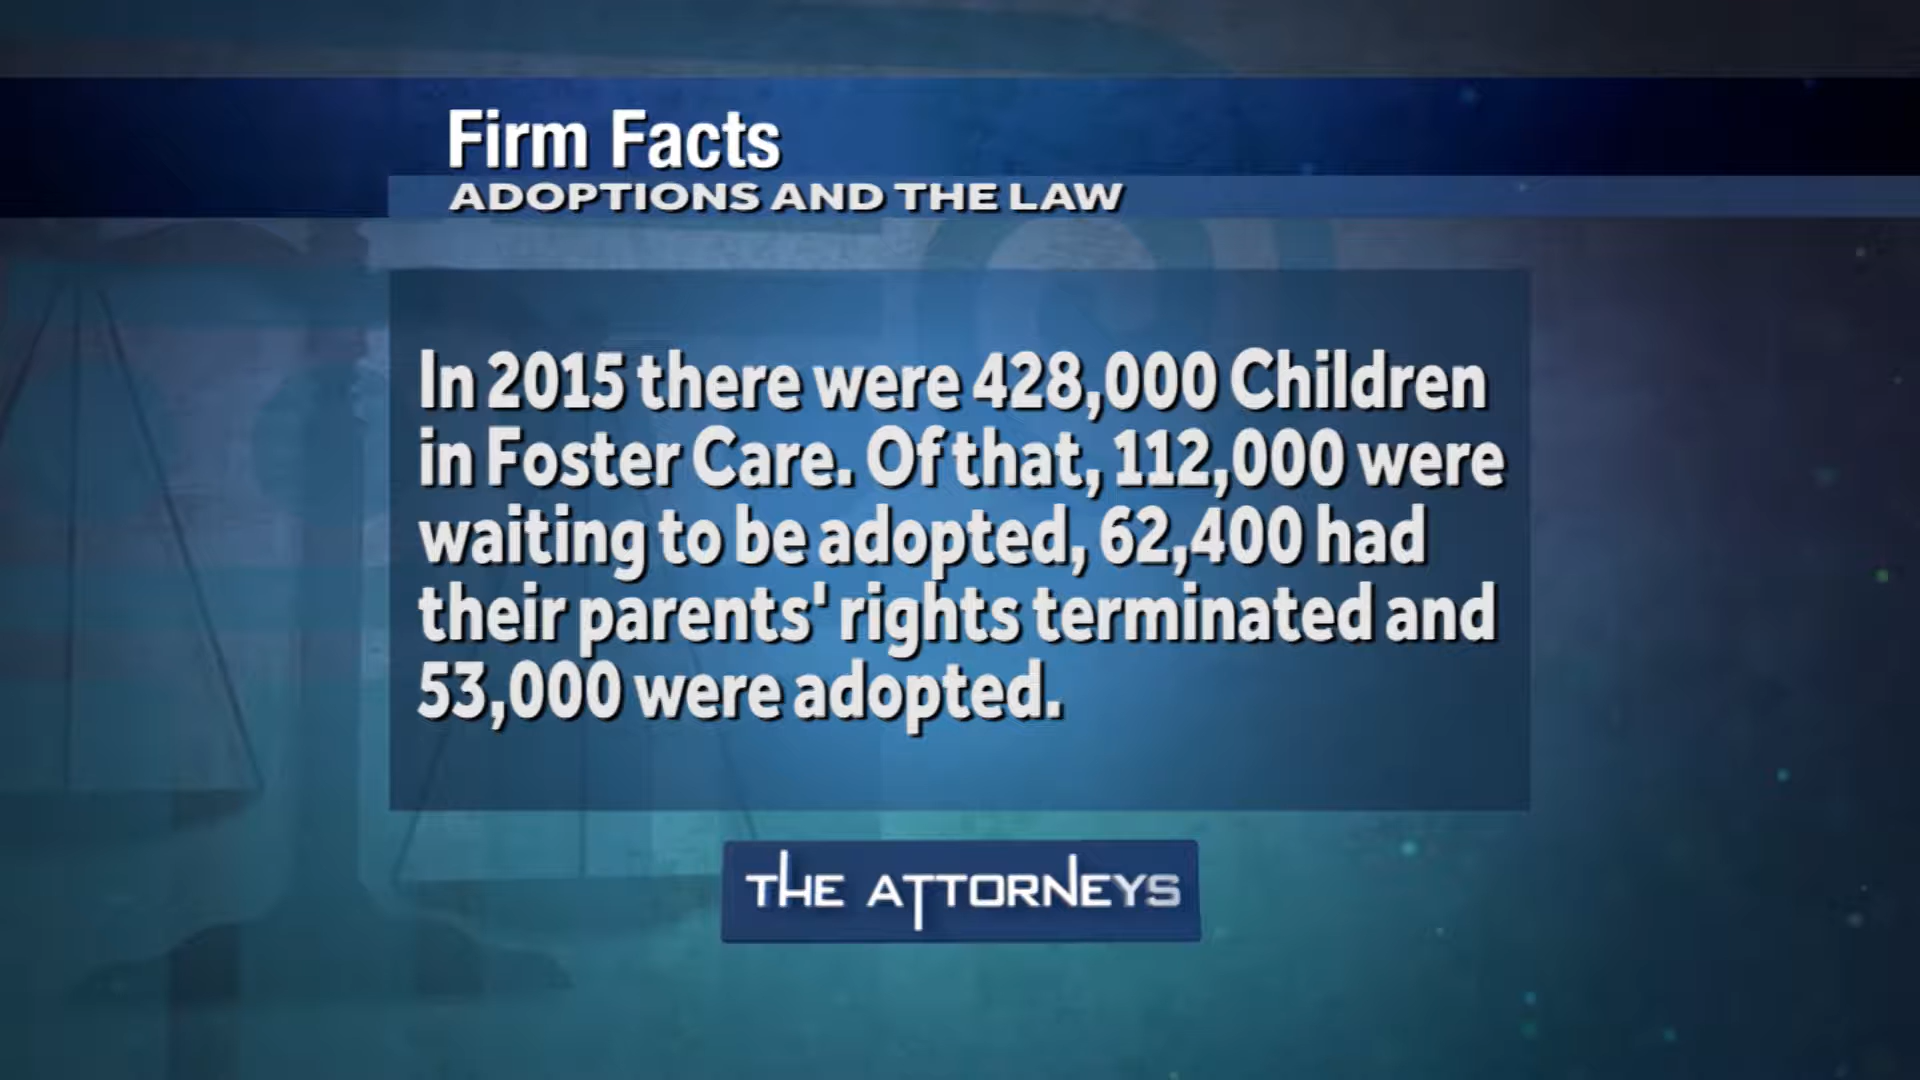 Firm Facts
ADOPTIONS AND THE LAW
In 2015 there were 428,000 Children
in Foster Care. Of that, 112,000 were
waiting to be adopted, 62,400 had
their parents' rights terminated and
53,000 were adopted.
THE ATTORNEYS